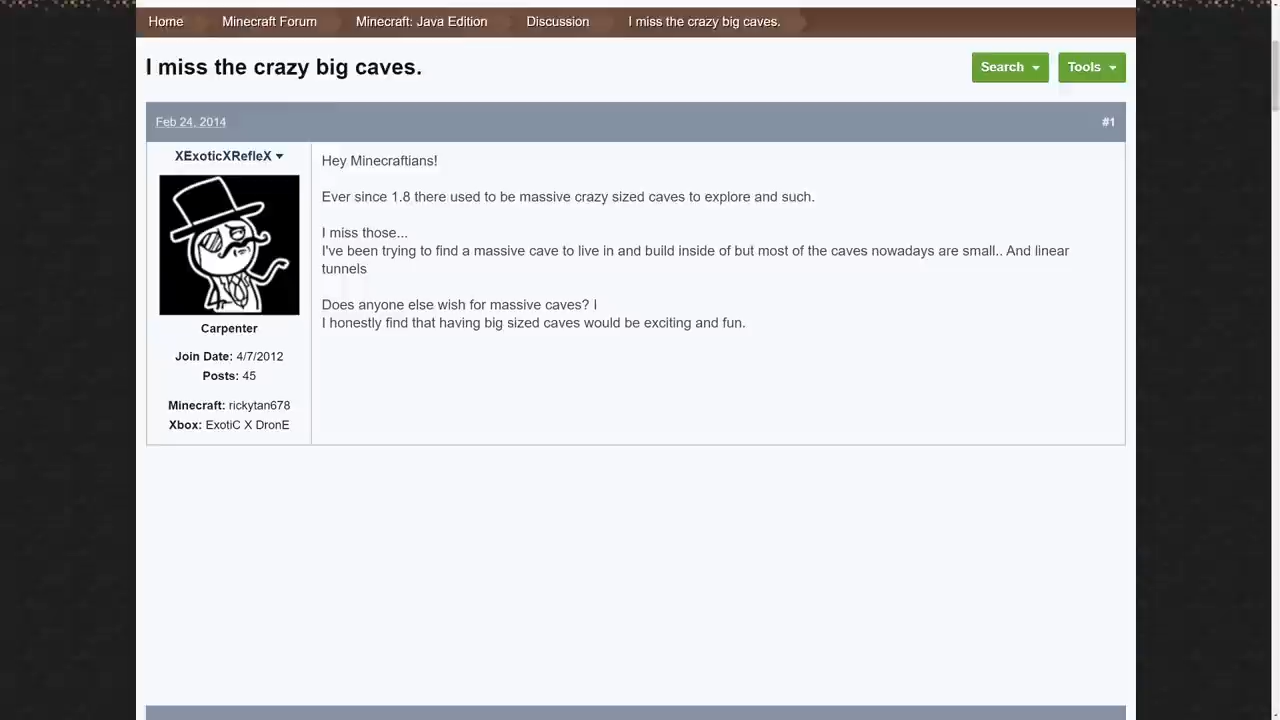 Home Minecraft Forum Minecraft: Java Edition Discussion I miss the crazy big caves.
I miss the crazy big caves.
Search Tools
Feb 24, 2014 #1
XExoticXRefleX
Carpenter
Join Date: 4/7/2012
Posts: 45
Minecraft: rickytan678
Xbox: ExotiC X DronE
Hey Minecraftians!
Ever since 1.8 there used to be massive crazy sized caves to explore and such.
I miss those...
I've been trying to find a massive cave to live in and build inside of but most of the caves nowadays are small.. And linear
tunnels
Does anyone else wish for massive caves? I
I honestly find that having big sized caves would be exciting and fun.